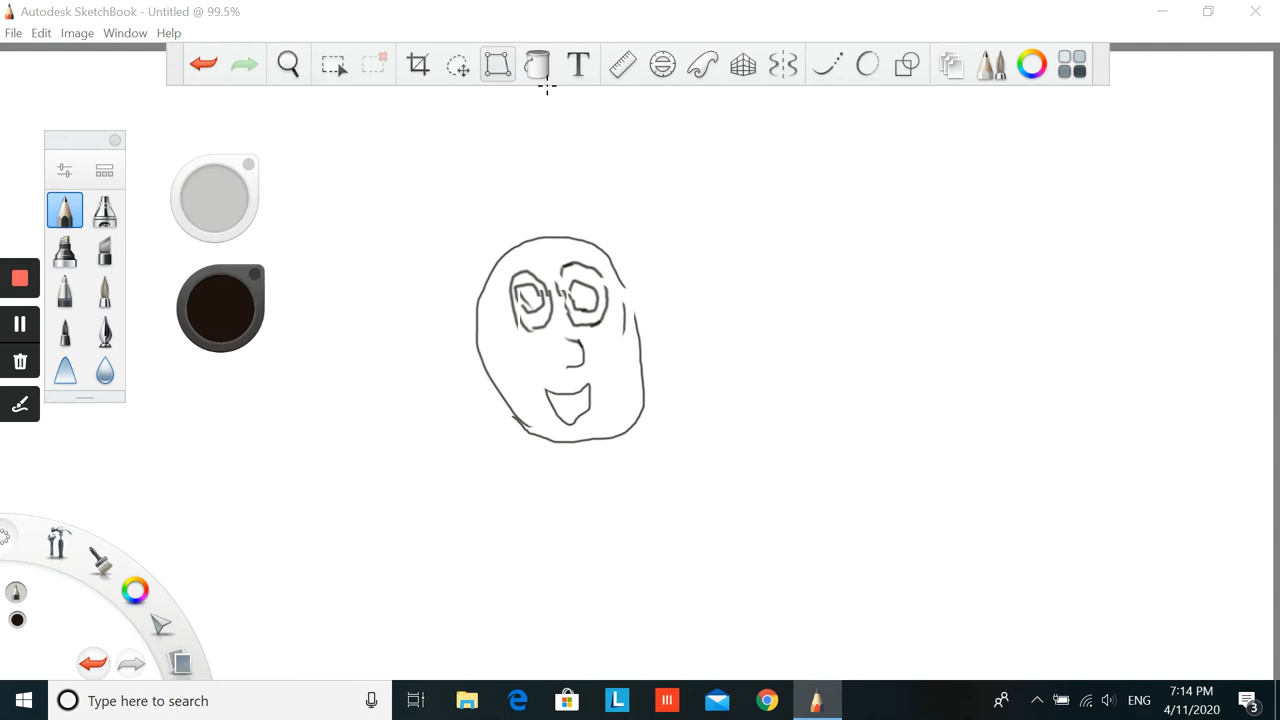 Autodesk SketchBook - Untitled @ 99.5%
File Edit Image Window Help
T
L
Type here to search
ENG
7:14 PM
4/11/2020
3